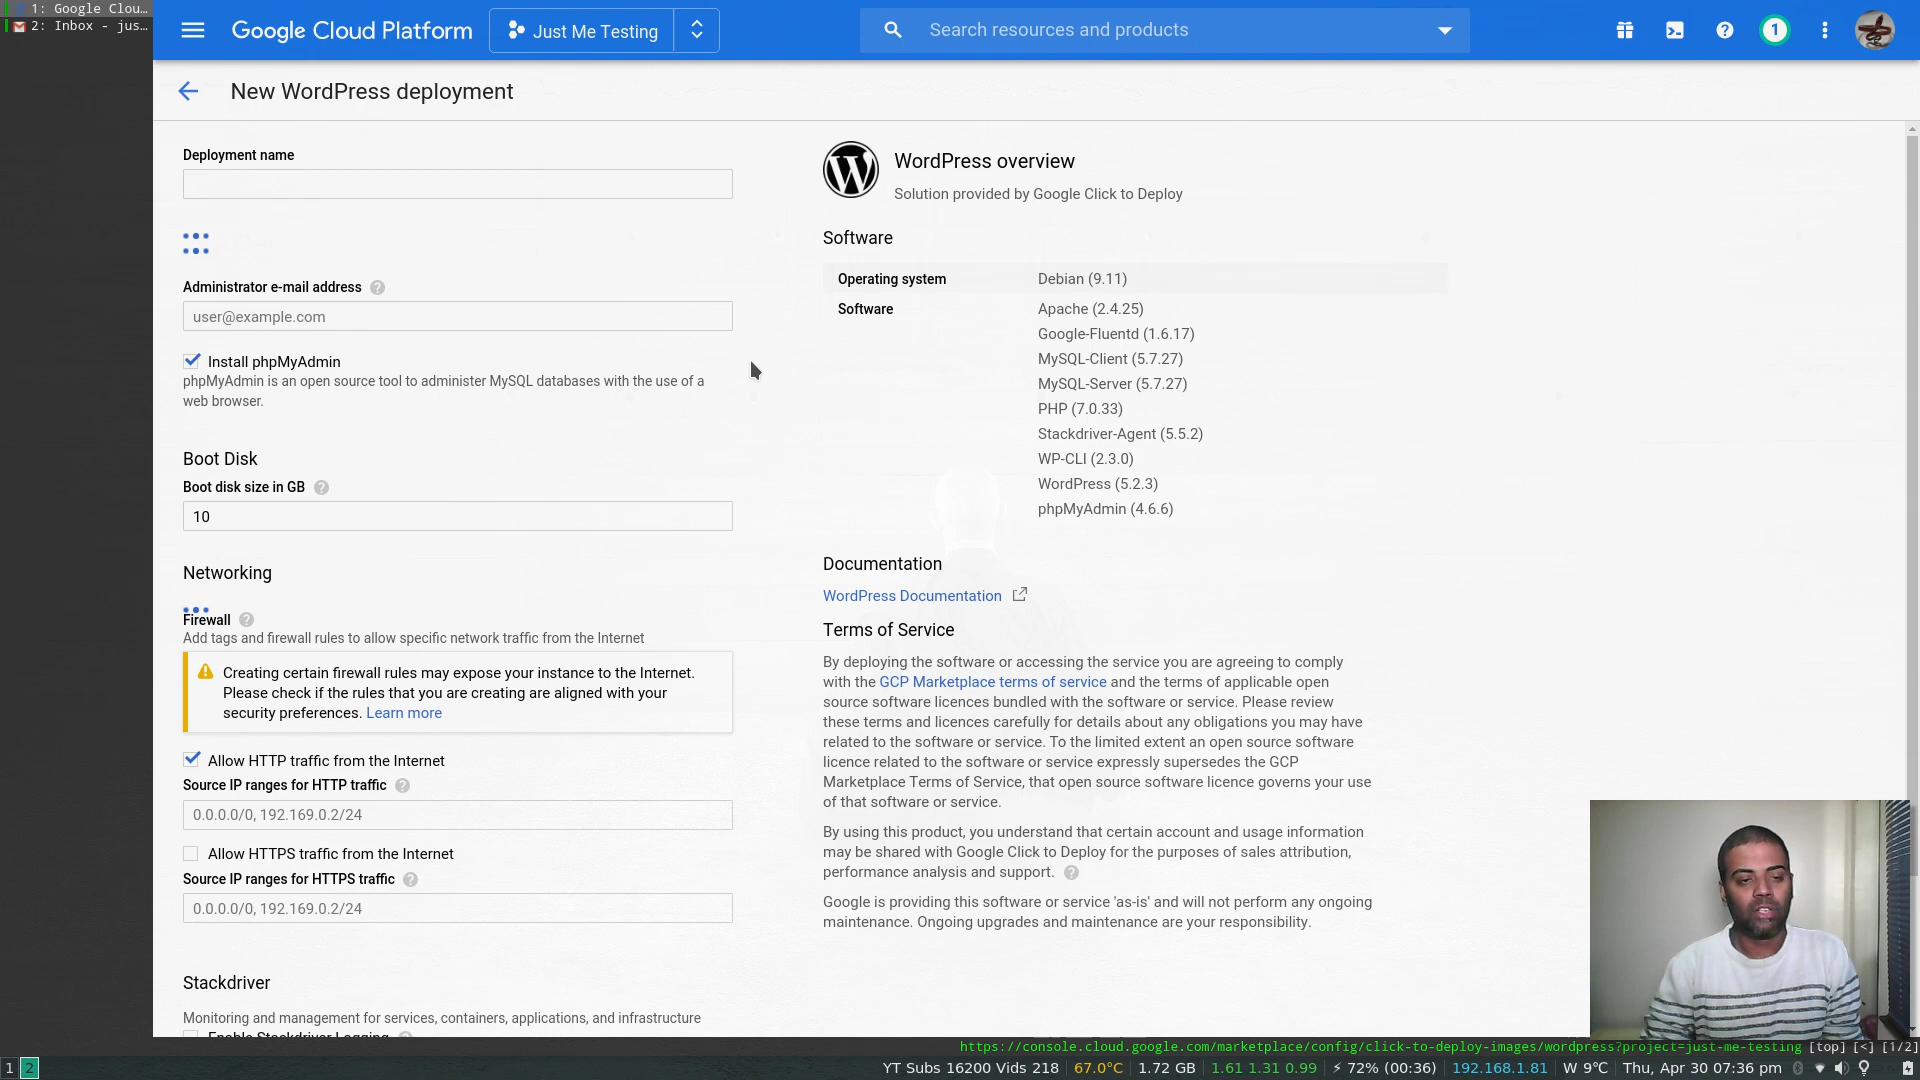 1: Google Clou…
2: Inbox - jus…
Google Cloud Platform
Just Me Testing
Search resources and products
1
New WordPress deployment
Deployment name
Administrator e-mail address
user@example.com
Install phpMyAdmin
phpMyAdmin is an open source tool to administer MySQL databases with the use of a
web browser.
Boot Disk
Boot disk size in GB
10
Networking
Firewall
Add tags and firewall rules to allow specific network traffic from the Internet
Creating certain firewall rules may expose your instance to the Internet.
Please check if the rules that you are creating are aligned with your
security preferences. Learn more
Allow HTTP traffic from the Internet
Source IP ranges for HTTP traffic
0.0.0.0/0, 192.169.0.2/24
Allow HTTPS traffic from the Internet
Source IP ranges for HTTPS traffic
0.0.0.0/0, 192.169.0.2/24
Stackdriver
Monitoring and management for services, containers, applications, and infrastructure
Enable Stackdriver Logging
WordPress overview
Solution provided by Google Click to Deploy
Software
Operating system Debian (9.11)
Software Apache (2.4.25)
Google-Fluentd (1.6.17)
MySQL-Client (5.7.27)
MySQL-Server (5.7.27)
PHP (7.0.33)
Stackdriver-Agent (5.5.2)
WP-CLI (2.3.0)
WordPress (5.2.3)
phpMyAdmin (4.6.6)
Documentation
WordPress Documentation
Terms of Service
By deploying the software or accessing the service you are agreeing to comply
with the GCP Marketplace terms of service and the terms of applicable open
source software licences bundled with the software or service. Please review
these terms and licences carefully for details about any obligations you may have
related to the software or service. To the limited extent an open source software
licence related to the software or service expressly supersedes the GCP
Marketplace Terms of Service, that open source software licence governs your use
of that software or service.
By using this product, you understand that certain account and usage information
may be shared with Google Click to Deploy for the purposes of sales attribution,
performance analysis and support.
Google is providing this software or service 'as-is' and will not perform any ongoing
maintenance. Ongoing upgrades and maintenance are your responsibility.
https://console.cloud.google.com/marketplace/config/click-to-deploy-images/wordpress?project=just-me-testing [top] [<] [1/2]
1 2 YT Subs 16200 Vids 218 67.0°C 1.72 GB 1.61 1.31 0.99 ⚡ 72% (00:36) 192.168.1.81 W 9°C Thu, Apr 30 07:36 pm